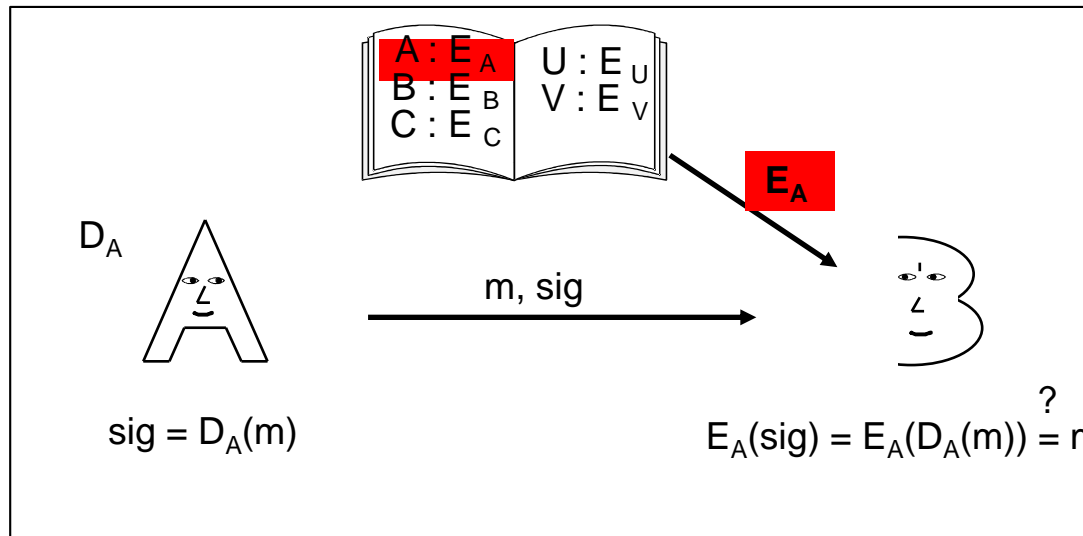 A : E A
B : E B
C : E C
U : E U
V : E V
E A
D A
m, sig
sig = D A (m)
?
E A (sig) = E A (D A (m)) =